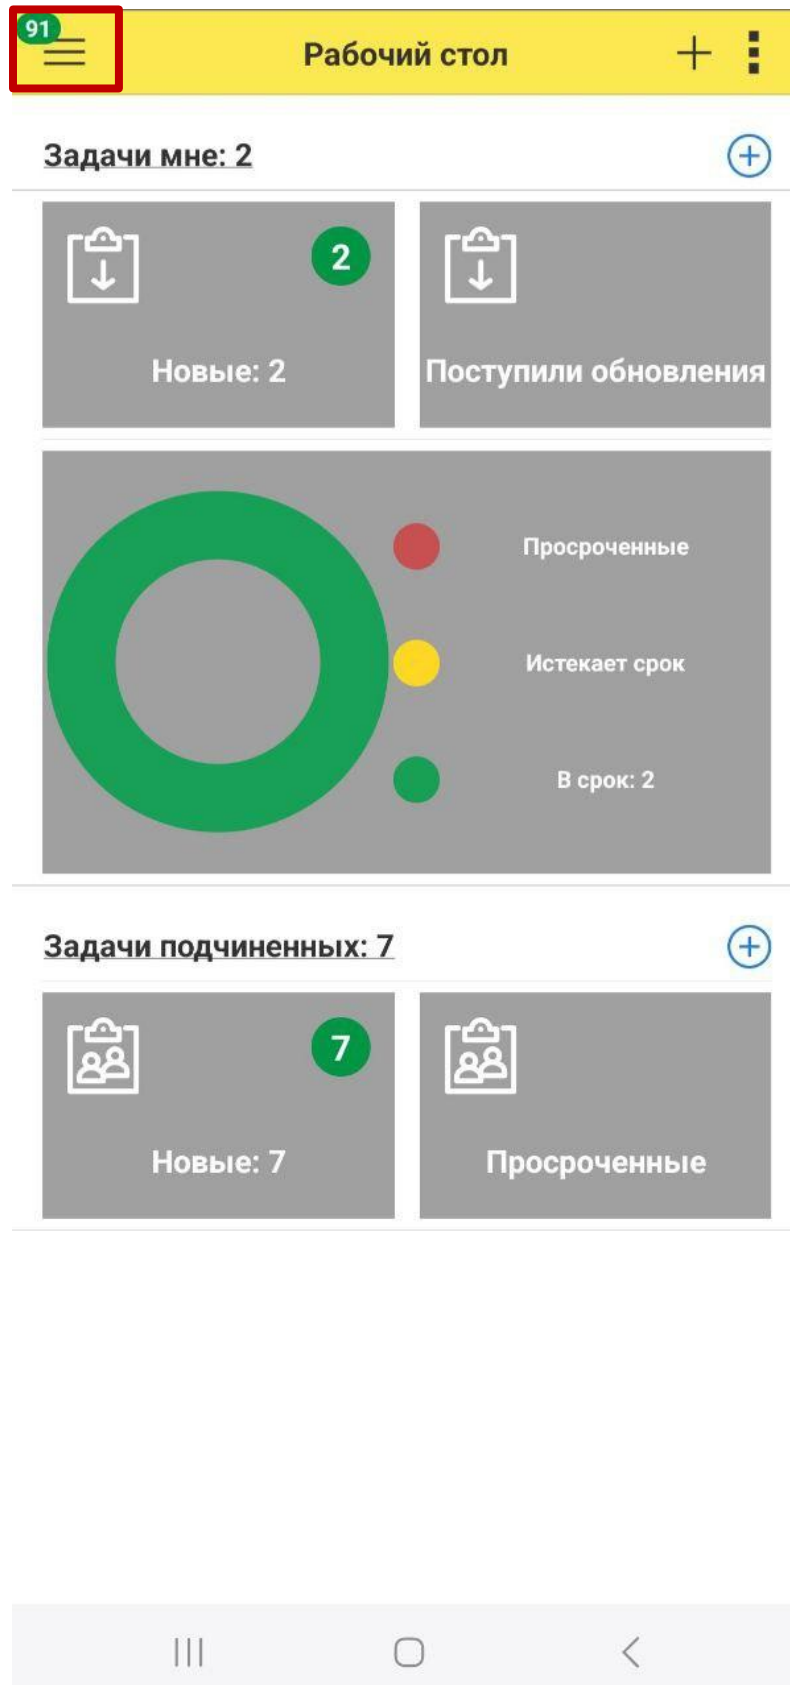 91
Рабочий стол
Задачи мне: 2
2
Новые: 2
Поступили обновления
Просроченные
Истекает срок
В срок: 2
Задачи подчиненных: 7
7
Новые: 7
Просроченные